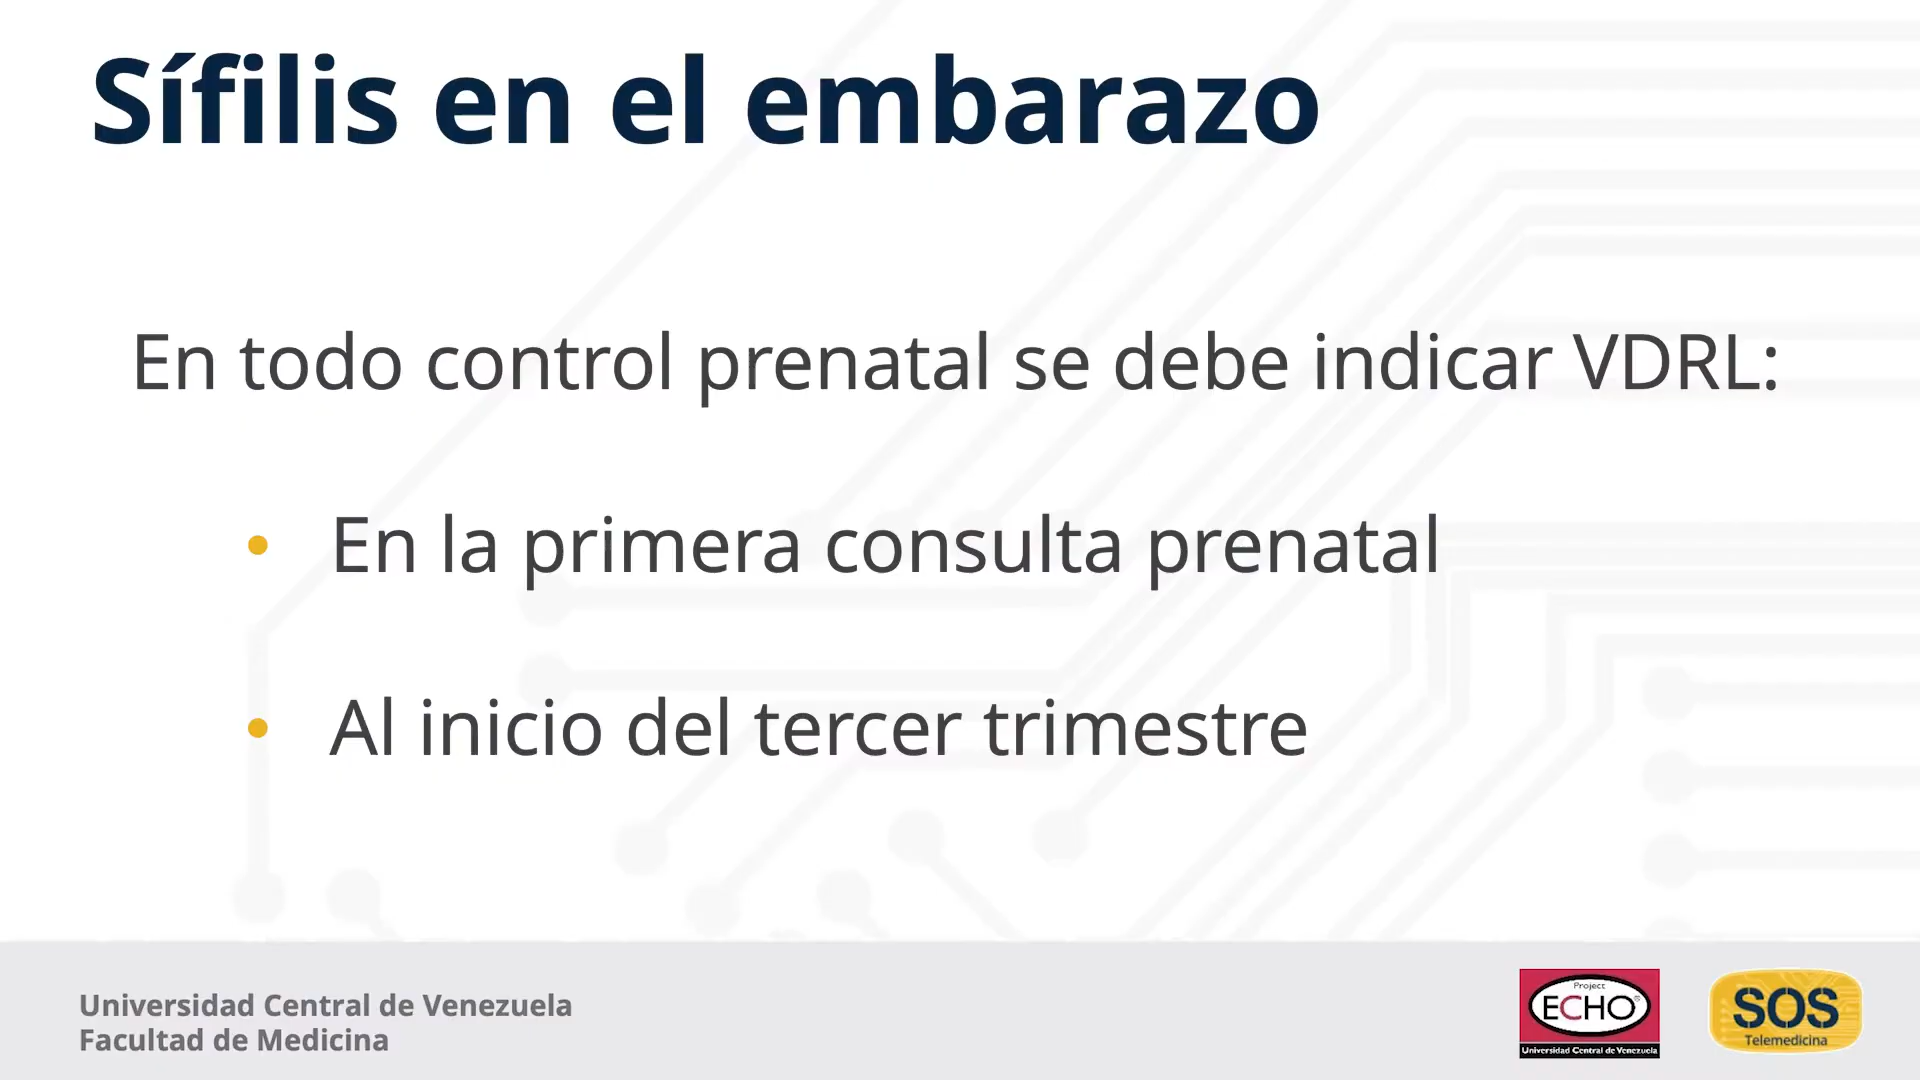 Sífilis en el embarazo
En todo control prenatal se debe indicar VDRL:
• En la primera consulta prenatal
• Al inicio del tercer trimestre
Universidad Central de Venezuela
Facultad de Medicina
Project
ECHO®
Universidad Central de Venezuela
SOS
Telemedicina